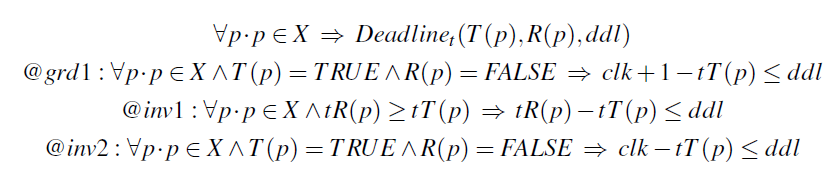 ∀p·p ∈ X ⇒ Deadlineₜ(T(p),R(p),ddl)
@grd1 : ∀p·p ∈ X ∧ T(p) = TRUE ∧ R(p) = FALSE ⇒ clk + 1 − tT(p) ≤ ddl
@inv1 : ∀p·p ∈ X ∧ tR(p) ≥ tT(p) ⇒ tR(p) − tT(p) ≤ ddl
@inv2 : ∀p·p ∈ X ∧ T(p) = TRUE ∧ R(p) = FALSE ⇒ clk − tT(p) ≤ ddl